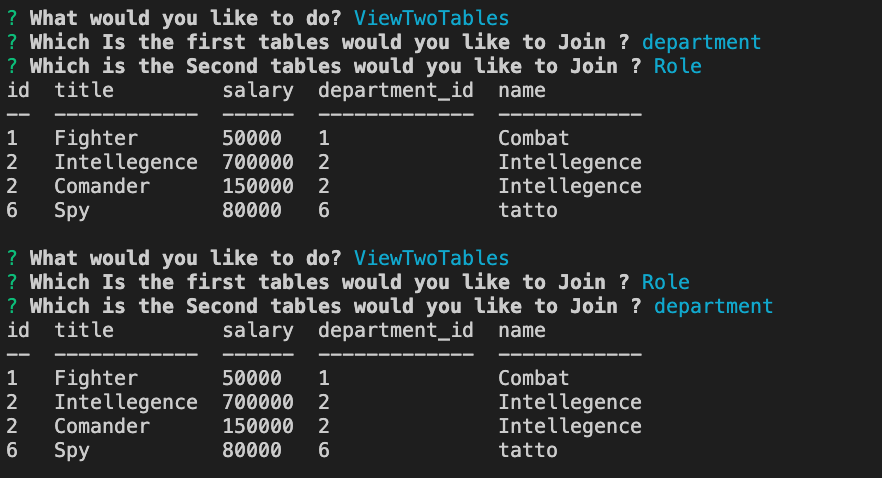 ? What would you like to do? ViewTwoTables
? Which Is the first tables would you like to Join ? department
? Which is the Second tables would you like to Join ? Role
id  title         salary  department_id  name
--  ------------  ------  -------------  ------------
1   Fighter       50000   1              Combat
2   Intellegence  700000  2              Intellegence
2   Comander      150000  2              Intellegence
6   Spy           80000   6              tatto
? What would you like to do? ViewTwoTables
? Which Is the first tables would you like to Join ? Role
? Which is the Second tables would you like to Join ? department
id  title         salary  department_id  name
--  ------------  ------  -------------  ------------
1   Fighter       50000   1              Combat
2   Intellegence  700000  2              Intellegence
2   Comander      150000  2              Intellegence
6   Spy           80000   6              tatto